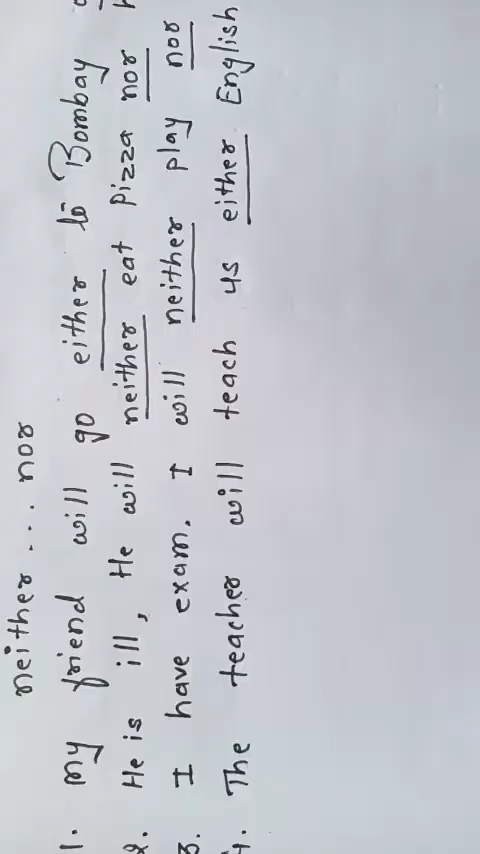 neither ... nor
1. My friend will go either to Bombay
2. He is ill, He will neither eat pizza nor
3. I have exam. I will neither play nor
4. The teacher will teach us either English